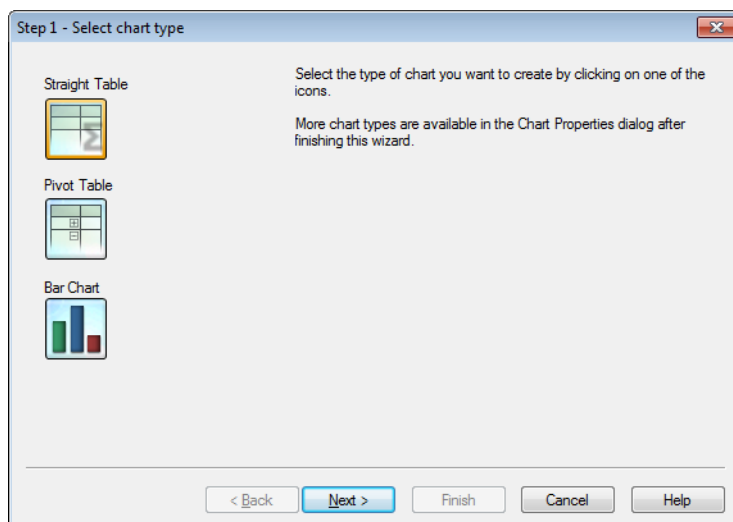 Step 1 - Select chart type
Straight Table
Select the type of chart you want to create by clicking on one of the
icons.
More chart types are available in the Chart Properties dialog after
finishing this wizard.
Pivot Table
Bar Chart
< Back
Next >
Finish
Cancel
Help